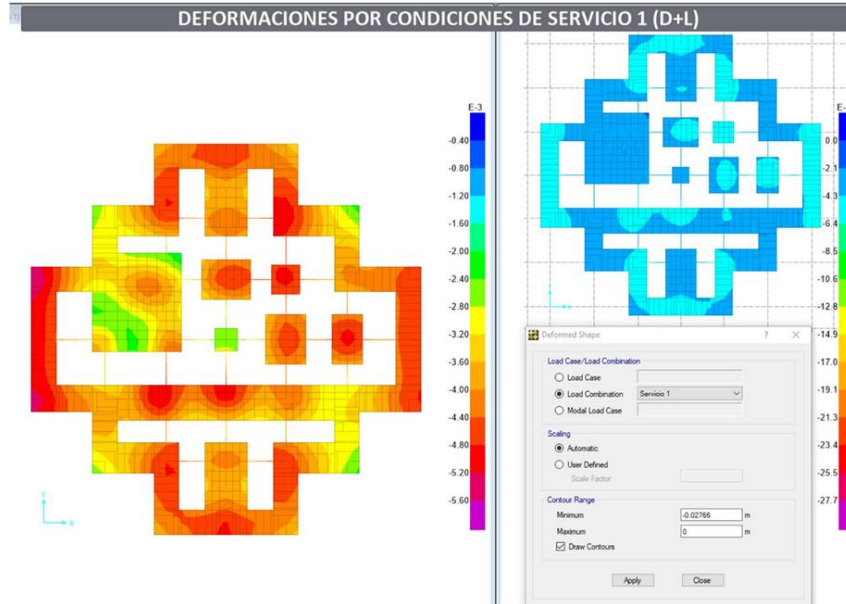 DEFORMACIONES POR CONDICIONES DE SERVICIO 1 (D+L)
E-3
-0.40
-0.80
-1.20
-1.60
-2.00
-2.40
-2.80
-3.20
-3.60
-4.00
-4.40
-4.80
-5.20
-5.60
Y
X
E-
0.0
-2.1
-4.3
-6.4
-8.5
-10.6
-12.8
-14.9
-17.0
-19.1
-21.3
-23.4
-25.5
-27.7
Deformed Shape
?
Load Case/Load Combination
Load Case
Load Combination
Servicio 1
Modal Load Case
Scaling
Automatic
User Defined
Scale Factor
Contour Range
Minimum
-0.02766
m
Maximum
0
m
Draw Contours
Apply
Close